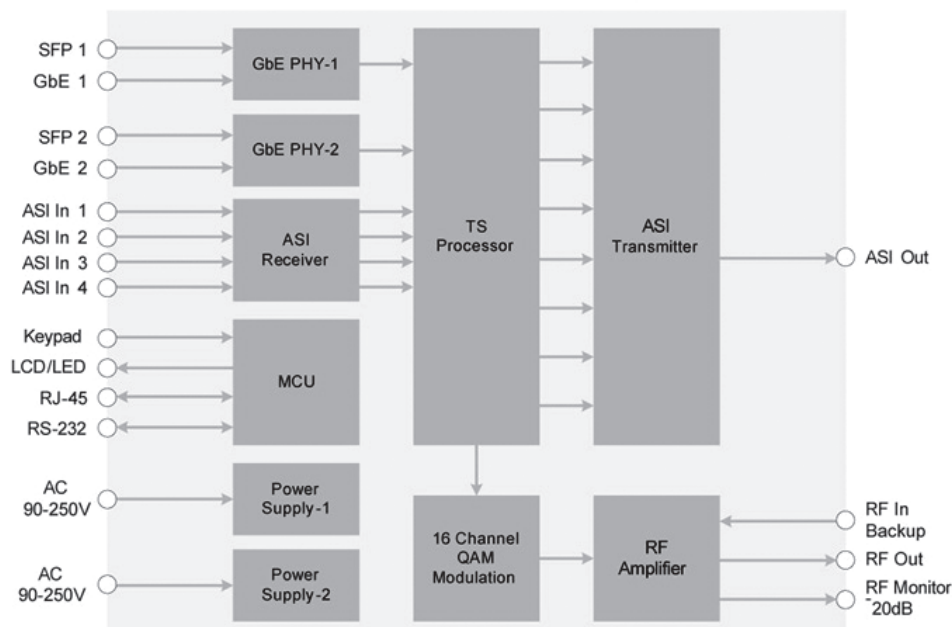 SFP 1
GbE 1
GbE PHY-1
SFP 2
GbE 2
GbE PHY-2
ASI In 1
ASI In 2
ASI In 3
ASI In 4
ASI
Receiver
TS
Processor
ASI
Transmitter
ASI Out
Keypad
LCD/LED
RJ-45
RS-232
MCU
AC
90-250V
Power
Supply-1
AC
90-250V
Power
Supply-2
16 Channel
QAM
Modulation
RF
Amplifier
RF In
Backup
RF Out
RF Monitor
-20dB